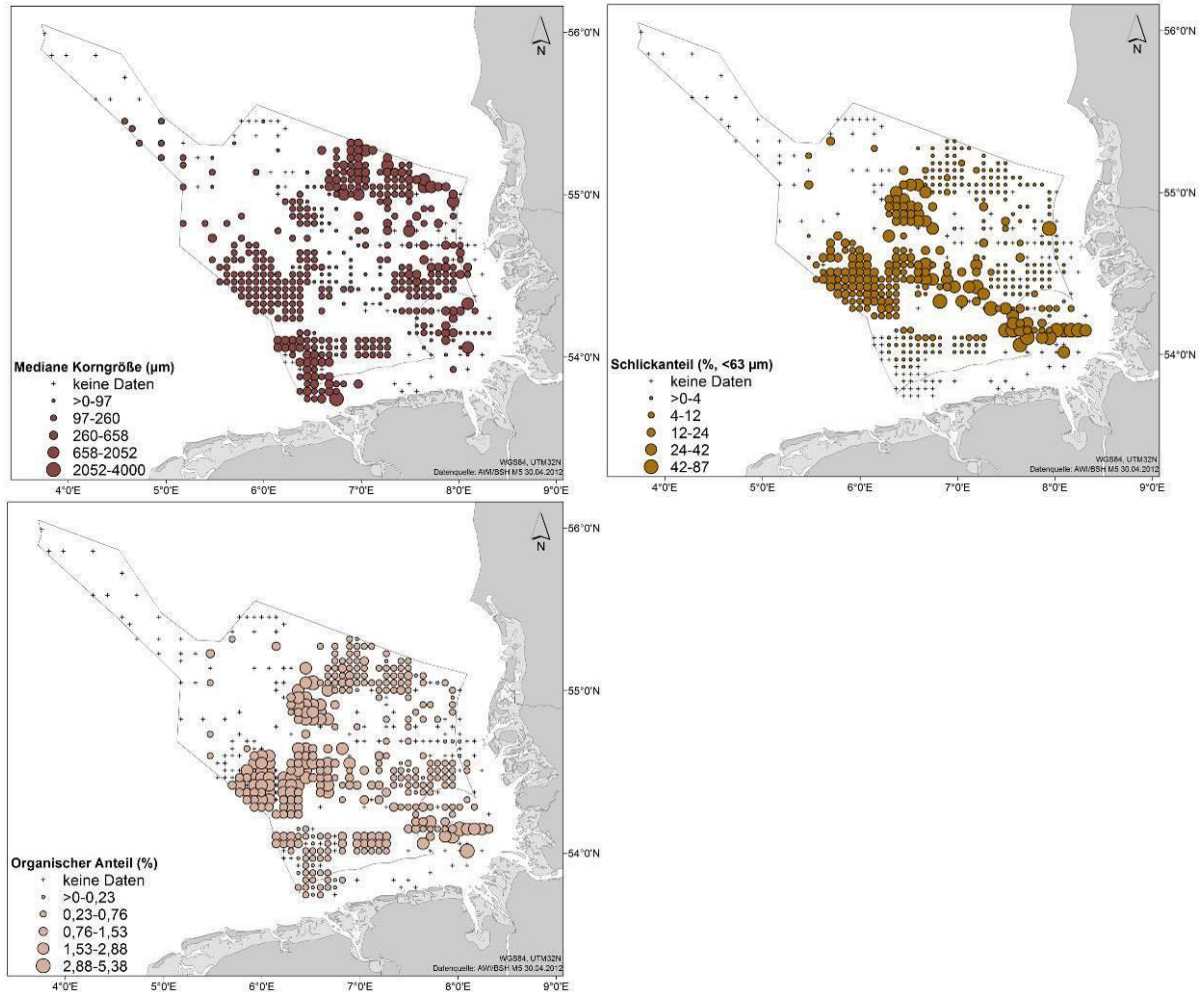 N
56°0'N
55°0'N
54°0'N
Mediane Korngröße (µm)
keine Daten
>0-97
97-260
260-658
658-2052
2052-4000
WGS84, UTM32N
Datenquelle: AWI/BSH M5 30.04.2012
4°0'E 5°0'E 6°0'E 7°0'E 8°0'E 9°0'E
N
56°0'N
55°0'N
54°0'N
Schlickanteil (%, <63 µm)
keine Daten
>0-4
4-12
12-24
24-42
42-87
WGS84, UTM32N
Datenquelle: AWI/BSH M5 30.04.2012
4°0'E 5°0'E 6°0'E 7°0'E 8°0'E 9°0'E
N
56°0'N
55°0'N
54°0'N
Organischer Anteil (%)
keine Daten
>0-0,23
0,23-0,76
0,76-1,53
1,53-2,88
2,88-5,38
WGS84, UTM32N
Datenquelle: AWI/BSH M5 30.04.2012
4°0'E 5°0'E 6°0'E 7°0'E 8°0'E 9°0'E